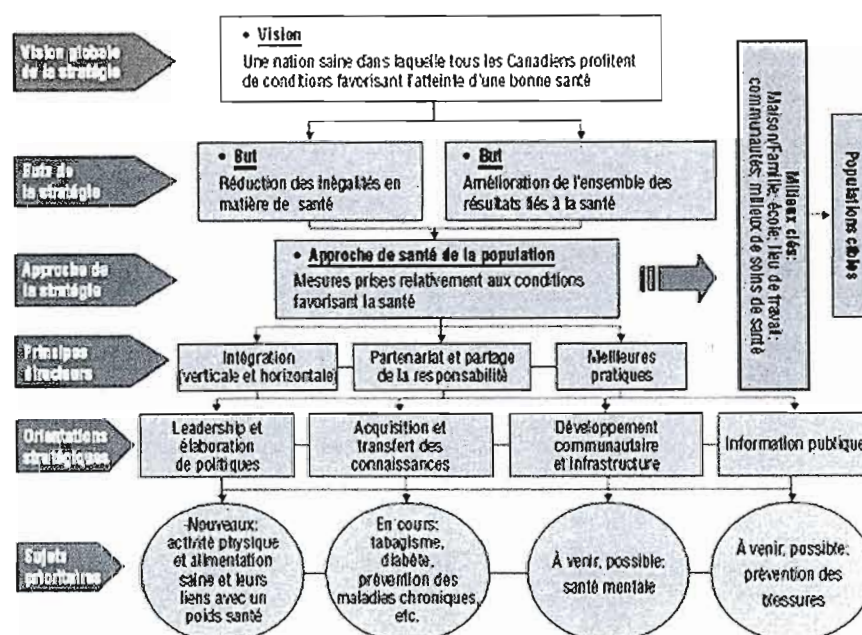 Vision globale
de la stratégie
• Vision
Une nation saine dans laquelle tous les Canadiens profitent
de conditions favorisant l'atteinte d'une bonne santé
Buts de
la stratégie
• But
Réduction des inégalités en
matière de santé
• But
Amélioration de l'ensemble des
résultats liés à la santé
Approche de
la stratégie
• Approche de santé de la population
Mesures prises relativement aux conditions
favorisant la santé
Milieux clés:
Maison/Famille; école; lieu de travail;
communautés, milieux de soins de santé
Populations cibles
Principes
directeurs
Intégration
(verticale et horizontale)
Partenariat et partage
de la responsabilité
Meilleures
pratiques
Orientations
stratégiques
Leadership et
élaboration
de politiques
Acquisition et
transfert des
connaissances
Développement
communautaire
et infrastructure
Information publique
Sujets
prioritaires
Nouveaux:
activité physique
et alimentation
saine et leurs
liens avec un
poids santé
En cours:
tabagisme,
diabète,
prévention des
maladies chroniques,
etc.
À venir, possible:
santé mentale
À venir, possible:
prévention des
blessures